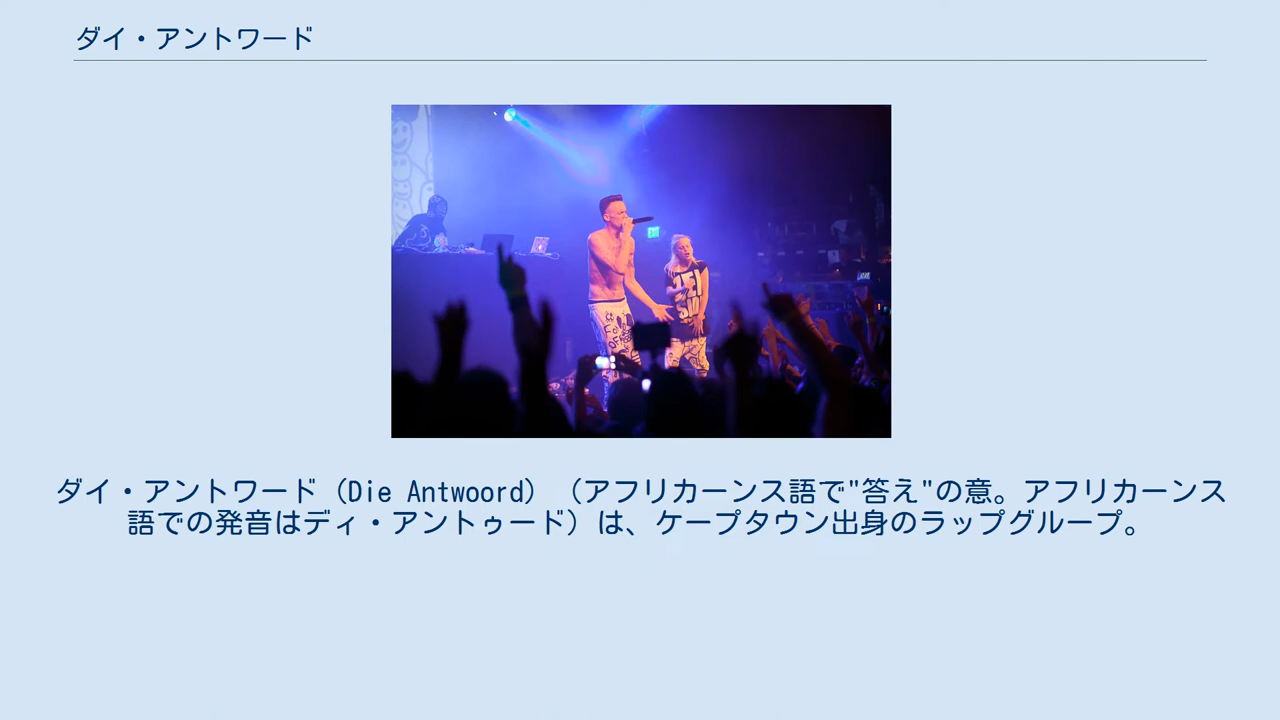 ダイ・アントワード
ダイ・アントワード（Die Antwoord）（アフリカーンス語で"答え"の意。アフリカーンス
語での発音はディ・アントゥード）は、ケープタウン出身のラップグループ。